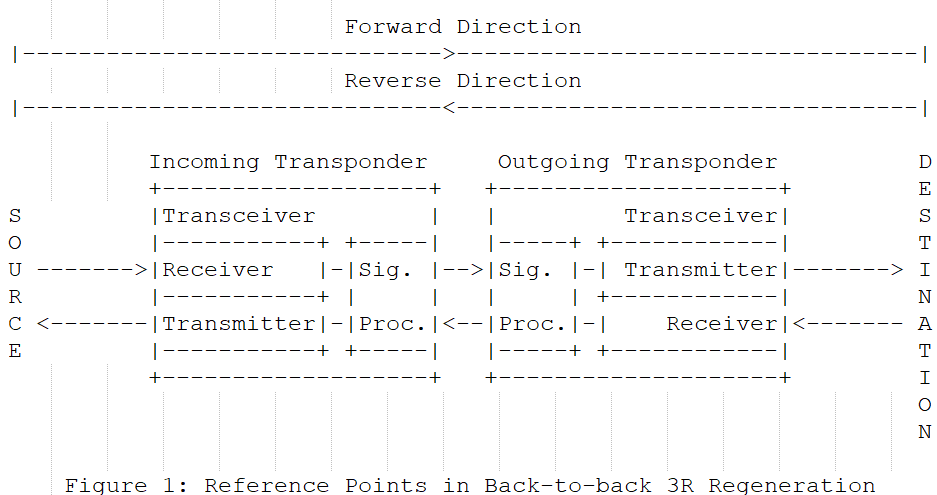 Forward Direction
|------------------------------>---------------------------------|
                        Reverse Direction
|------------------------------<---------------------------------|

          Incoming Transponder     Outgoing Transponder          D
          +-------------------+   +--------------------+         E
S         |Transceiver        |   |         Transceiver|         S
O         |-----------+ +-----|   |-----+ +------------|         T
U ------->|Receiver   |-|Sig. |-->|Sig. |-| Transmitter|-------> I
R         |-----------+ |     |   |     | +------------|         N
C <-------|Transmitter|-|Proc.|<--|Proc.|-|    Receiver|<------- A
E         |-----------+ +-----|   |-----+ +------------|         T
          +-------------------+   +--------------------+         I
                                                                 O
                                                                 N

    Figure 1: Reference Points in Back-to-back 3R Regeneration